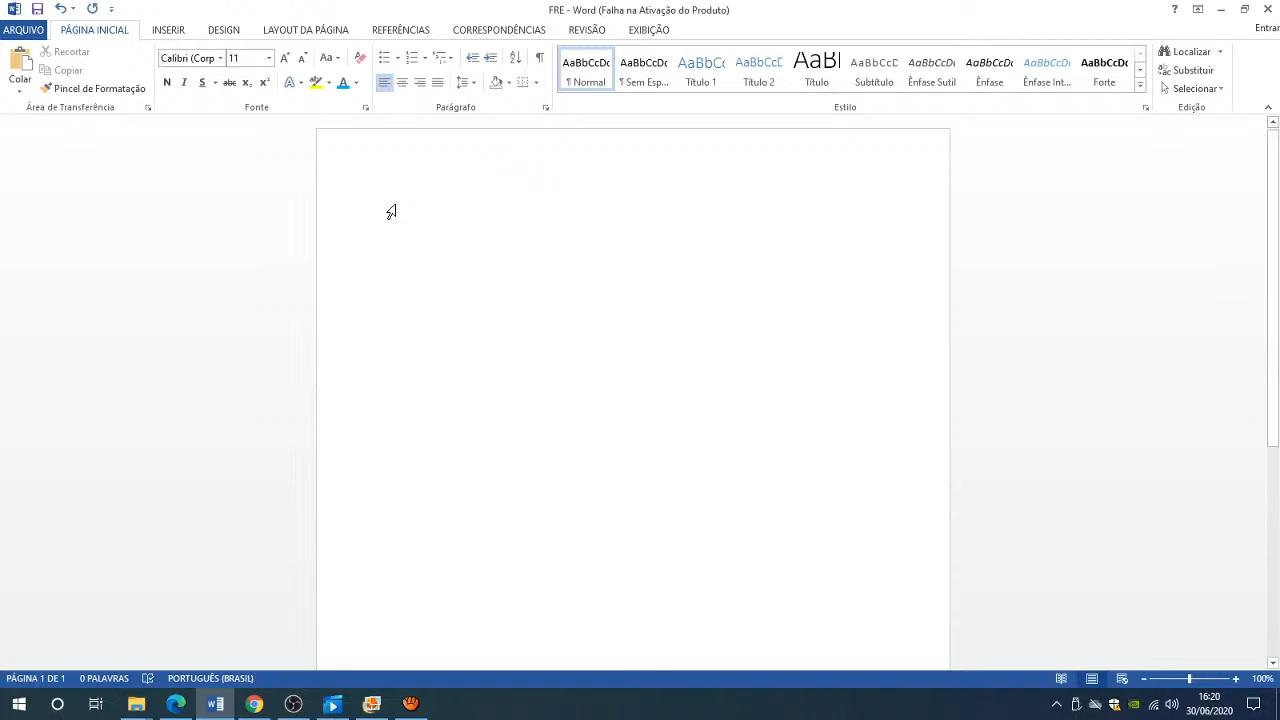 FRE - Word (Falha na Ativação do Produto)
ARQUIVO PÁGINA INICIAL INSERIR DESIGN LAYOUT DA PÁGINA REFERÊNCIAS CORRESPONDÊNCIAS REVISÃO EXIBIÇÃO Entrar
Colar
Recortar
Copiar
Pincel de Formatação
Área de Transferência
Calibri (Corp 11
Aa
N I S abc x₂ x²
A A
Fonte
Parágrafo
AaBbCcDc AaBbCcDc AaBbCc AaBbCcD AaBl AaBbCcD AaBbCcDc AaBbCcDc AaBbCcDc AaBbCcDc
¶ Normal ¶ Sem Esp... Título 1 Título 2 Título Subtítulo Ênfase Sutil Ênfase Ênfase Int... Forte
Estilo
Localizar
Substituir
Selecionar
Edição
PÁGINA 1 DE 1 0 PALAVRAS PORTUGUÊS (BRASIL) 100%
16:20
30/06/2020